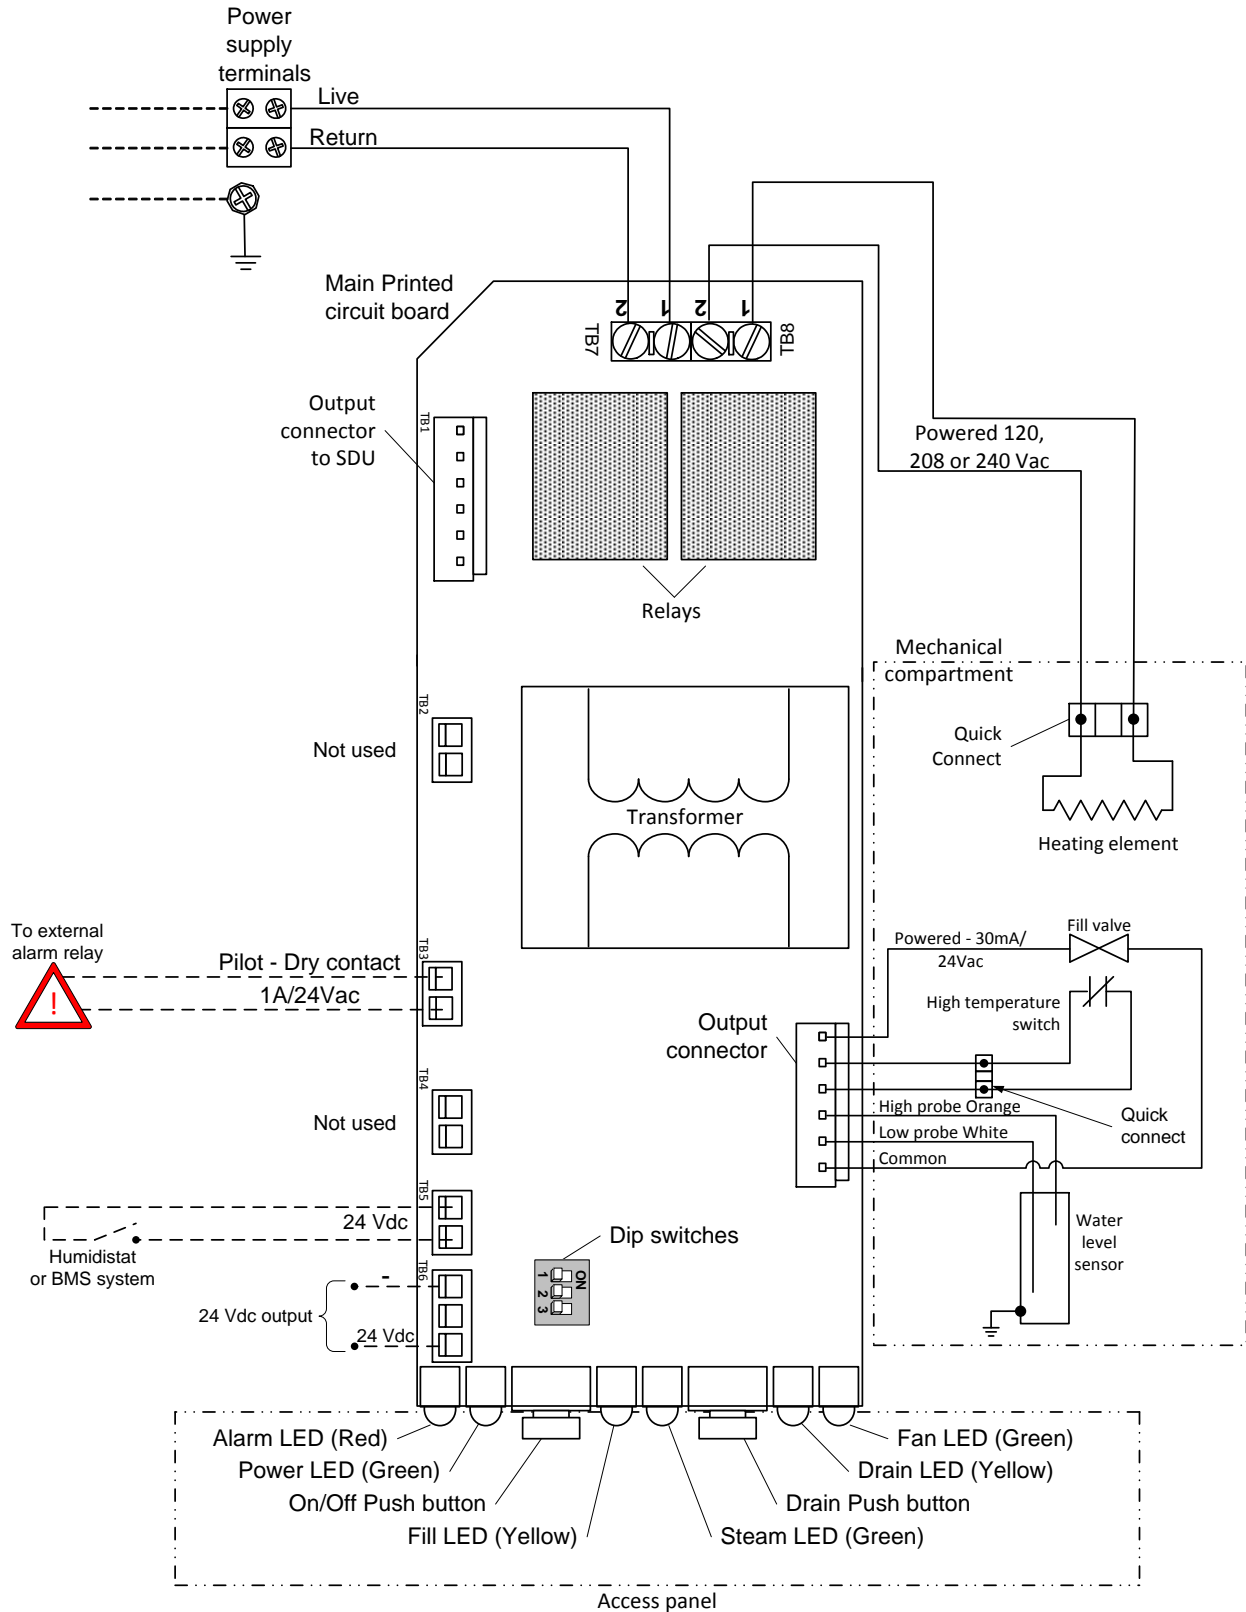 Power
supply
terminals
Live
Return
Main Printed
circuit board
2 1 2 1
TB7
TB8
Output
connector
to SDU
TB1
Powered 120,
208 or 240 Vac
Relays
Mechanical
compartment
TB2
Not used
Quick
Connect
Transformer
Heating element
To external
alarm relay
!
Pilot - Dry contact
1A/24Vac
TB3
Powered - 30mA/
24Vac
Fill valve
High temperature
switch
Output
connector
TB4
Not used
High probe Orange
Low probe White
Common
Quick
connect
TB5
24 Vdc
Humidistat
or BMS system
Dip switches
ON
1
2
3
Water
level
sensor
TB6
-
24 Vdc output
24 Vdc
Alarm LED (Red)
Fan LED (Green)
Power LED (Green)
Drain LED (Yellow)
On/Off Push button
Drain Push button
Fill LED (Yellow)
Steam LED (Green)
Access panel